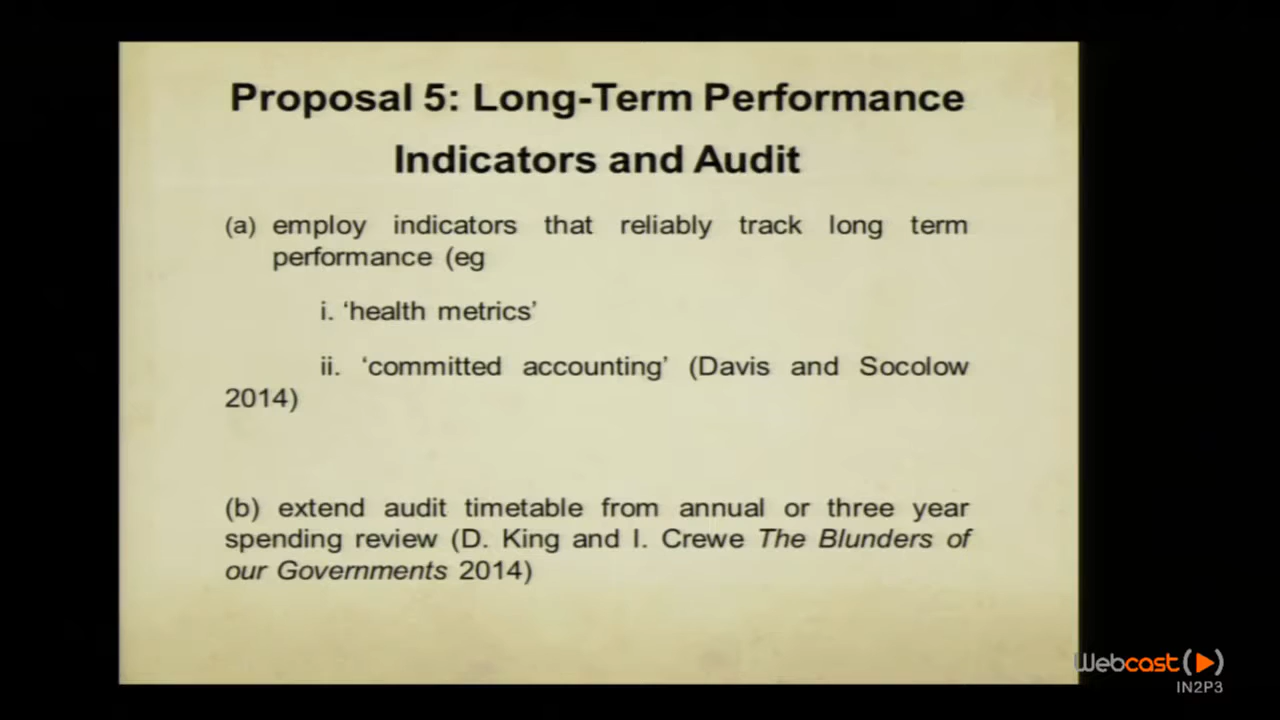 Proposal 5: Long-Term Performance
Indicators and Audit
(a) employ indicators that reliably track long term
performance (eg
i. ‘health metrics’
ii. ‘committed accounting’ (Davis and Socolow
2014)
(b) extend audit timetable from annual or three year
spending review (D. King and I. Crewe The Blunders of
our Governments 2014)
Webcast
IN2P3